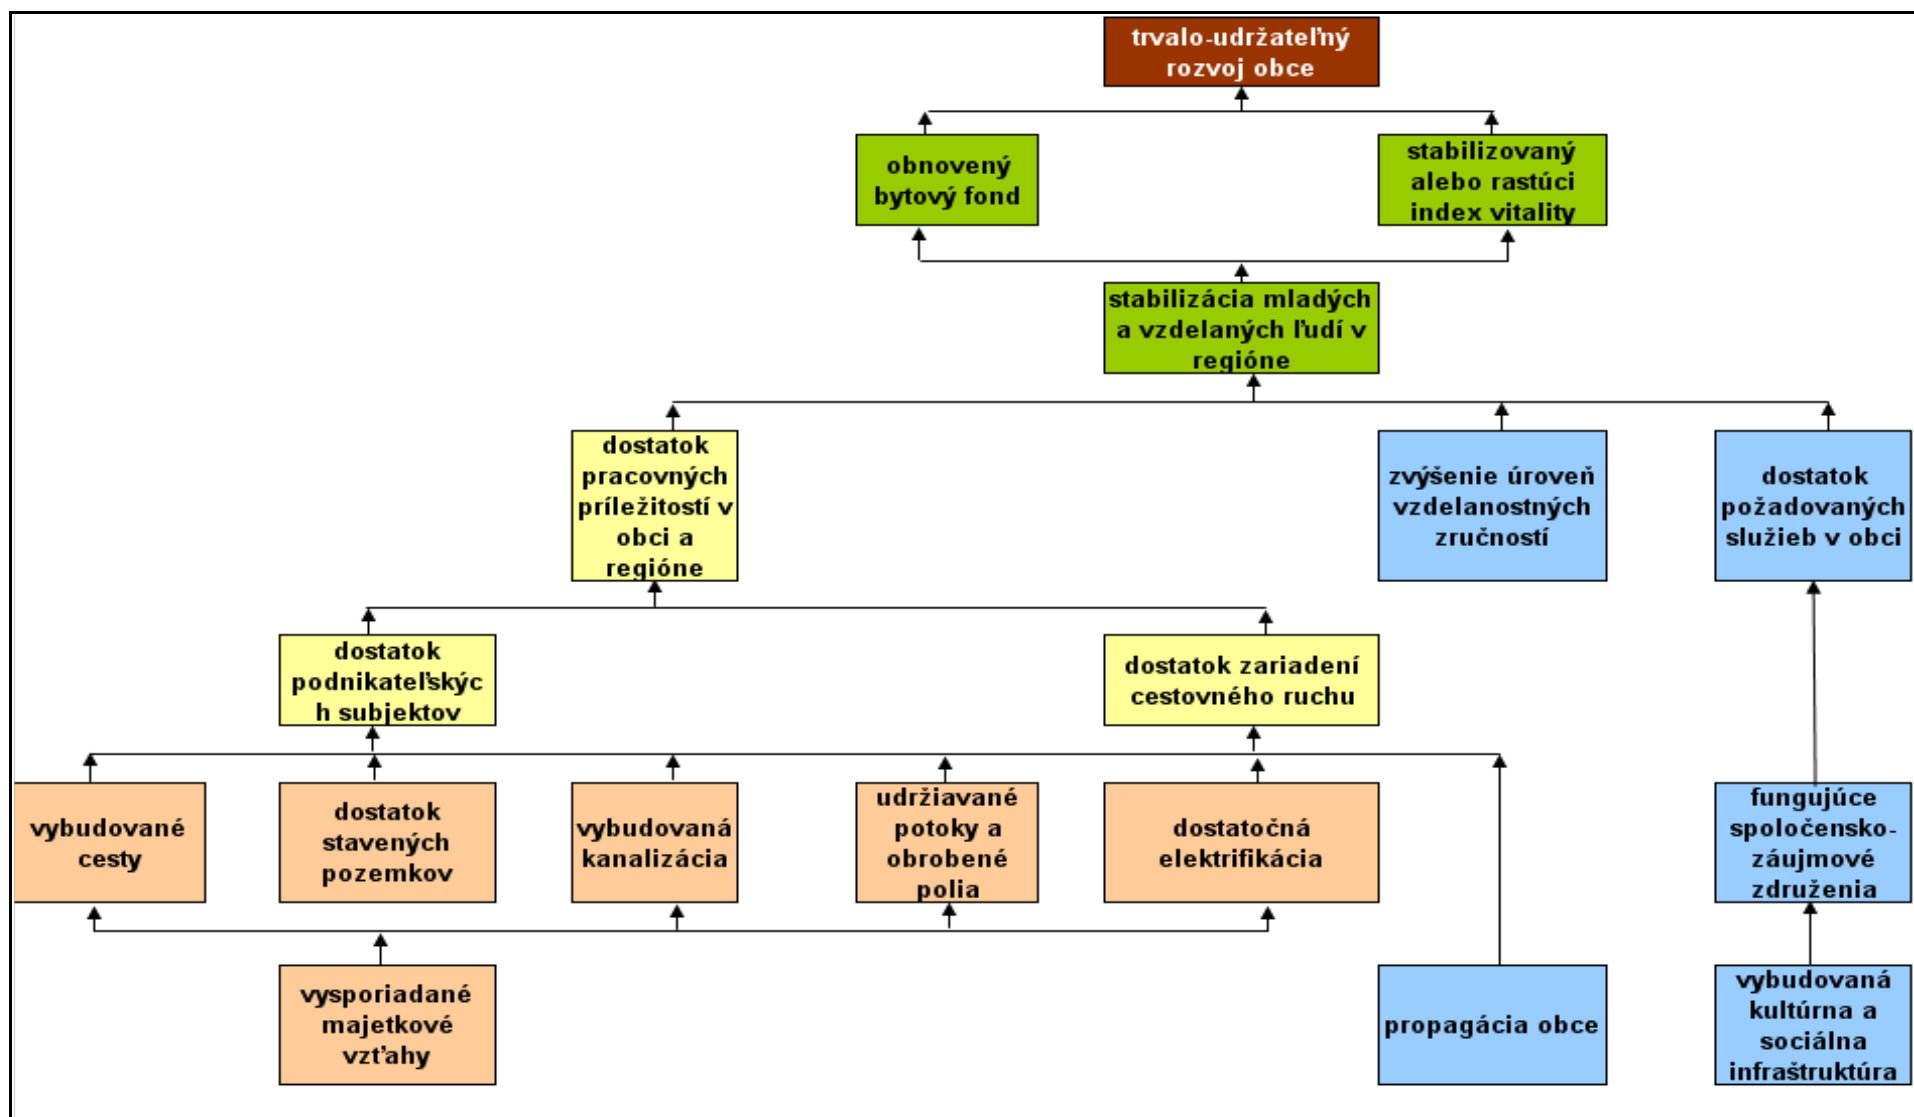 trvalo-udržateľný
rozvoj obce
obnovený
bytový fond
stabilizovaný
alebo rastúci
index vitality
stabilizácia mladých
a vzdelaných ľudí v
regióne
dostatok
pracovných
príležitostí v
obci a
regióne
zvýšenie úroveň
vzdelanostných
zručností
dostatok
požadovaných
služieb v obci
dostatok
podnikateľskýc
h subjektov
dostatok zariadení
cestovného ruchu
vybudované
cesty
dostatok
stavených
pozemkov
vybudovaná
kanalizácia
udržiavané
potoky a
obrobené
polia
dostatočná
elektrifikácia
fungujúce
spoločensko-
záujmové
združenia
vysporiadané
majetkové
vzťahy
propagácia obce
vybudovaná
kultúrna a
sociálna
infraštruktúra